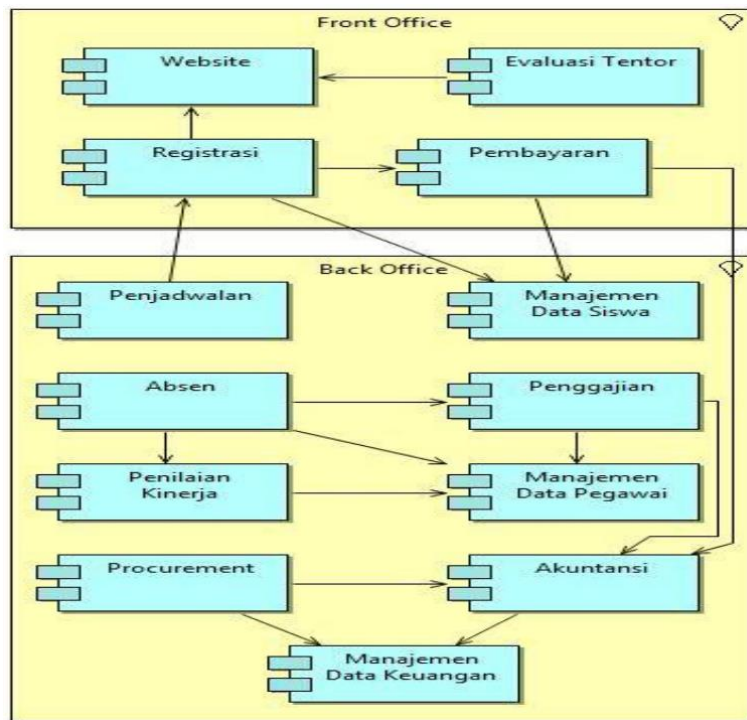 Front Office
Website
Evaluasi Tentor
Registrasi
Pembayaran
Back Office
Penjadwalan
Manajemen
Data Siswa
Absen
Penggajian
Penilaian
Kinerja
Manajemen
Data Pegawai
Procurement
Akuntansi
Manajemen
Data Keuangan